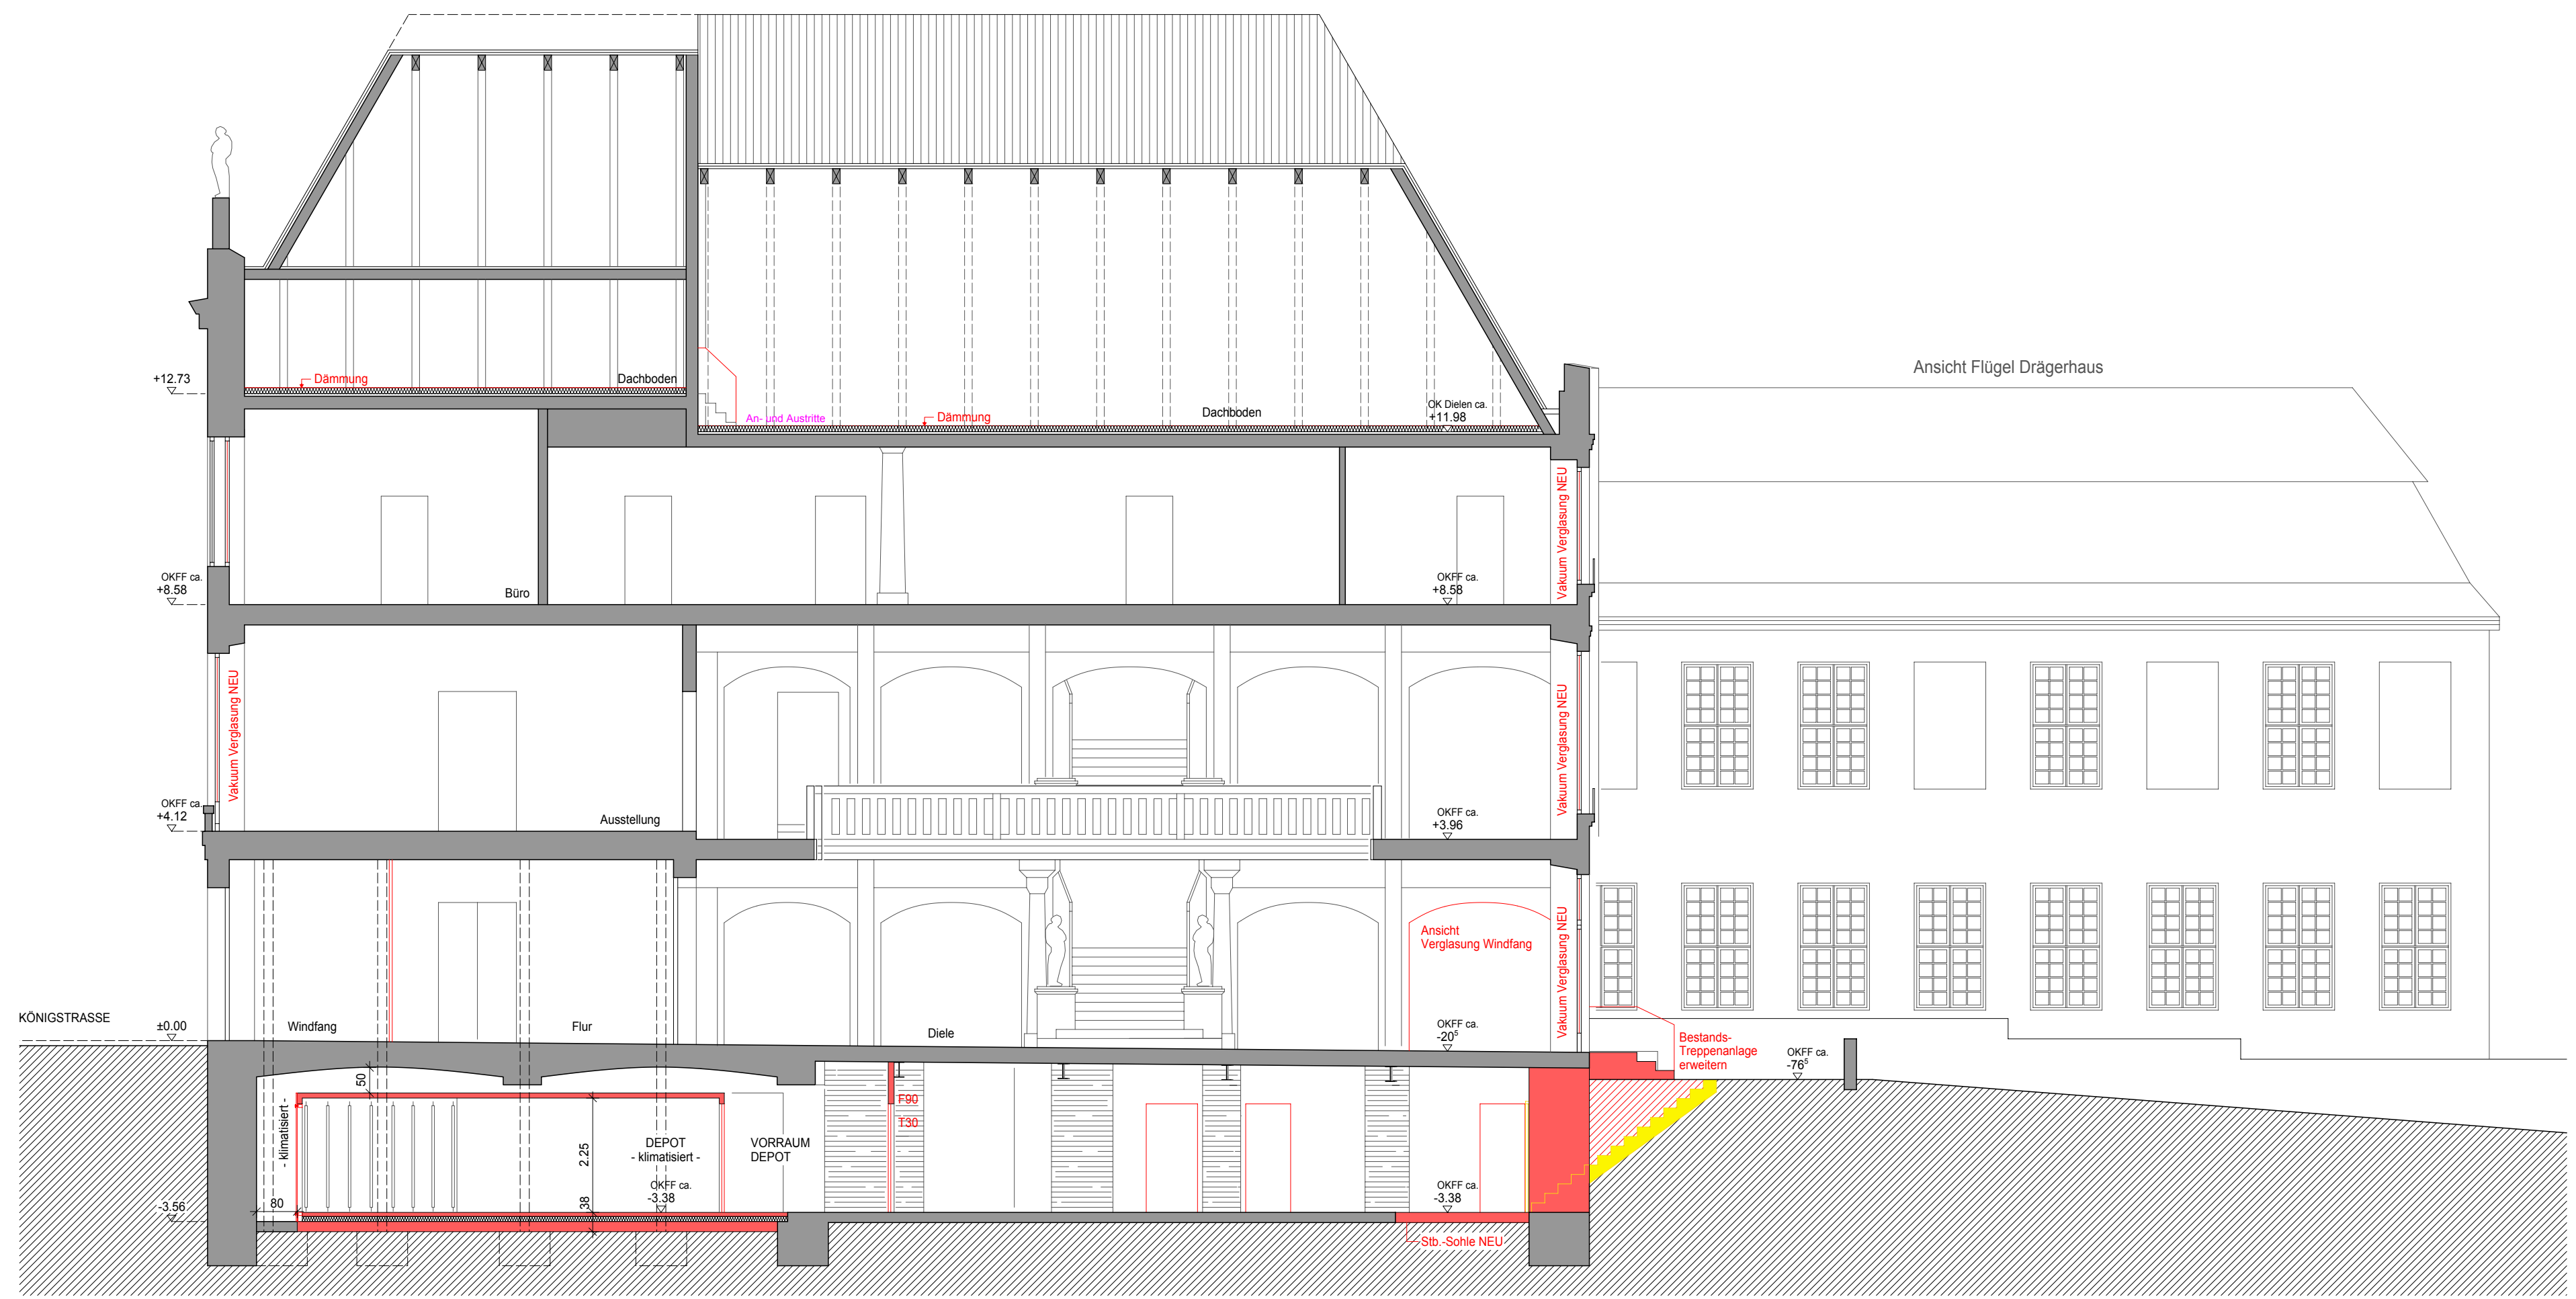 Ansicht Flügel Drägerhaus
+12.73
Dämmung
Dachboden
An- und Austritte
Dämmung
Dachboden
OK Dielen ca.
+11.98
Vakuum Verglasung NEU
OKFF ca.
+8.58
Büro
OKFF ca.
+8.58
Vakuum Verglasung NEU
Vakuum Verglasung NEU
OKFF ca.
+4.12
Ausstellung
OKFF ca.
+3.96
Ansicht
Verglasung Windfang
Vakuum Verglasung NEU
KÖNIGSTRASSE
±0.00
Windfang
Flur
Diele
OKFF ca.
-20⁵
Bestands-
Treppenanlage
erweitern
OKFF ca.
-76⁵
50
- klimatisiert -
F90
T30
2.25
DEPOT
- klimatisiert -
VORRAUM
DEPOT
OKFF ca.
-3.38
OKFF ca.
-3.38
-3.56
80
38
Stb.-Sohle NEU